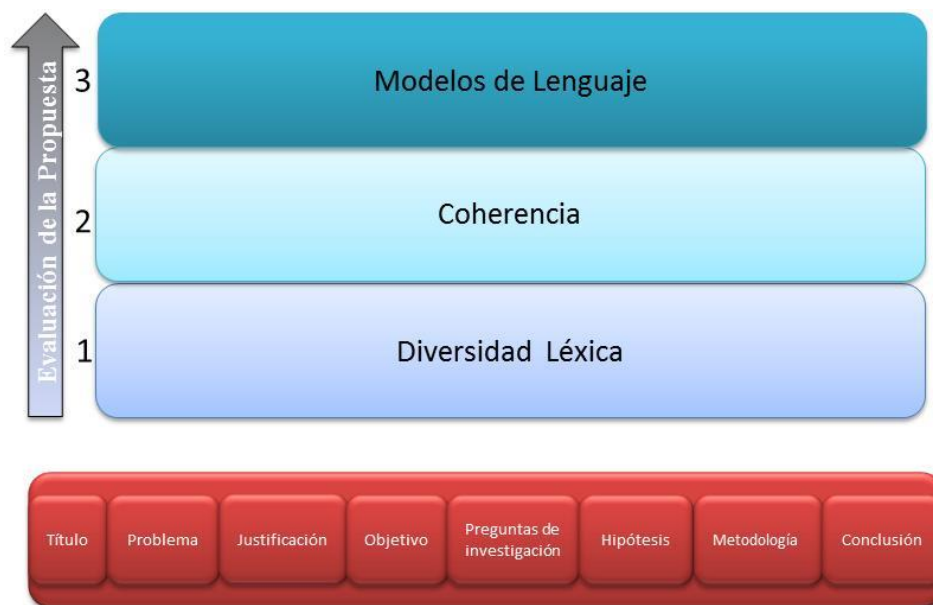 Evaluación de la Propuesta
3
Modelos de Lenguaje
2
Coherencia
1
Diversidad Léxica
Título
Problema
Justificación
Objetivo
Preguntas de
investigación
Hipótesis
Metodología
Conclusión